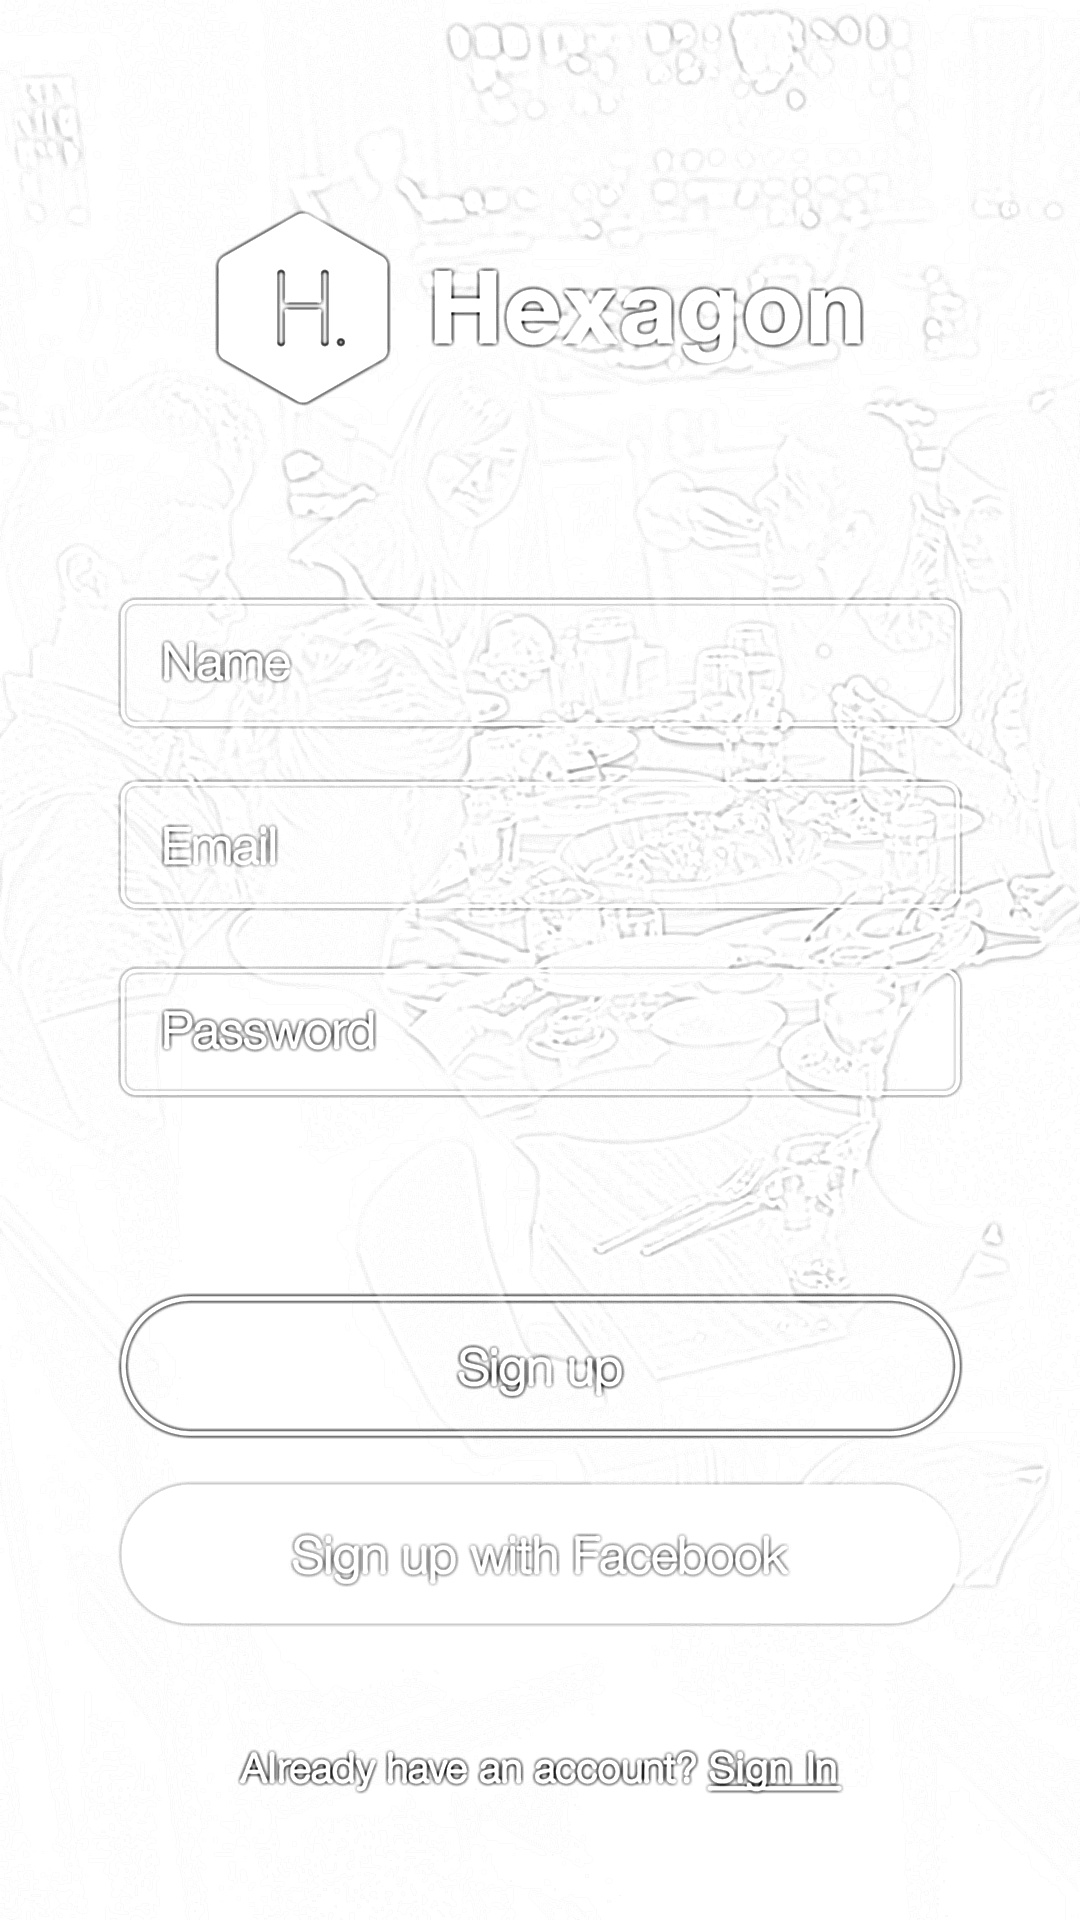 H.
Hexagon
Name
Email
Password
Sign up
Sign up with Facebook
Already have an account? Sign In